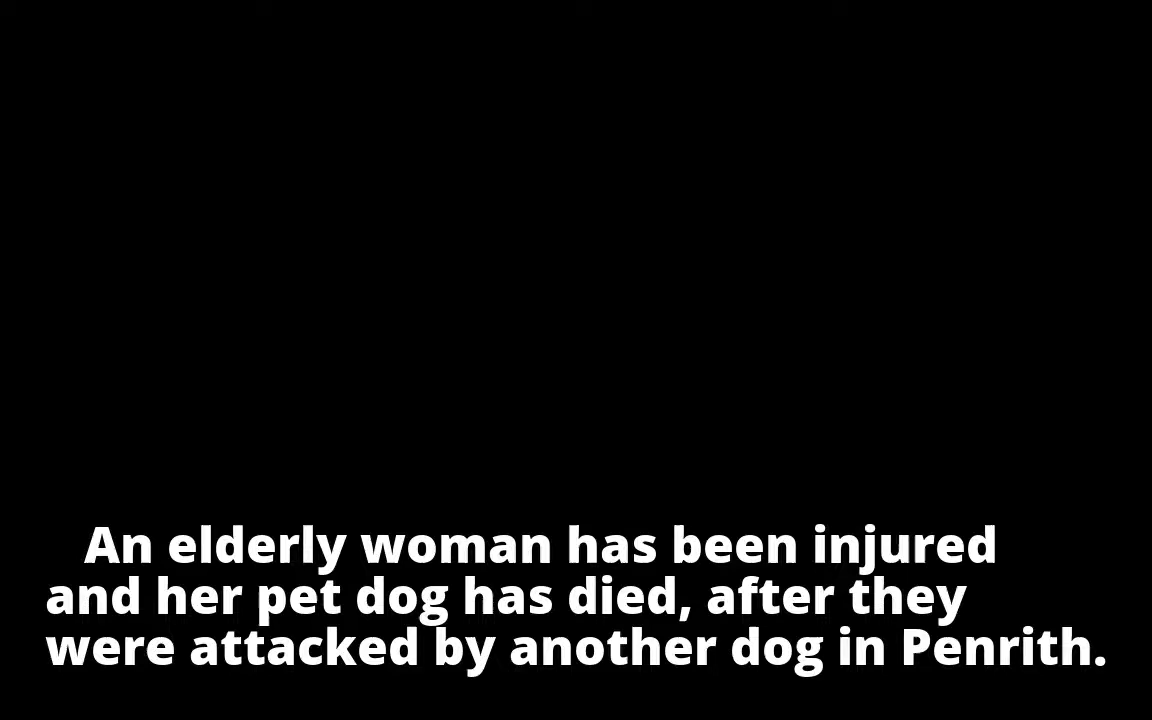 An elderly woman has been injured
and her pet dog has died, after they
were attacked by another dog in Penrith.